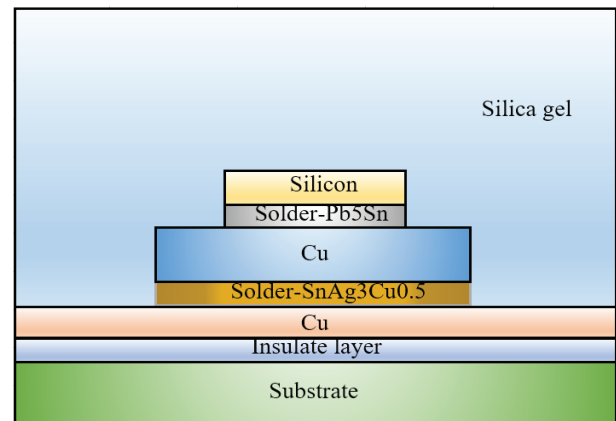 Silica gel
Silicon
Solder-Pb5Sn
Cu
Solder-SnAg3Cu0.5
Cu
Insulate layer
Substrate